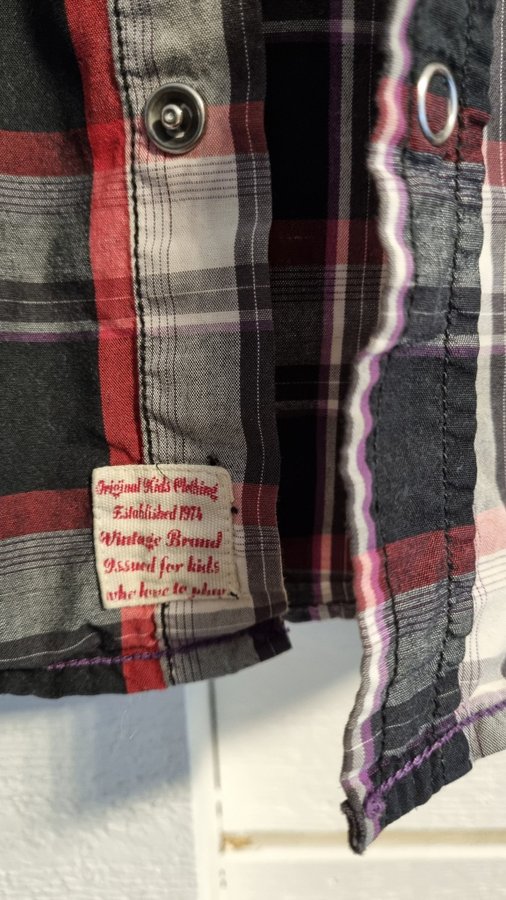 Original Kids Clothing
Established 1974
Vintage Brand
Issued for kids
who love to play